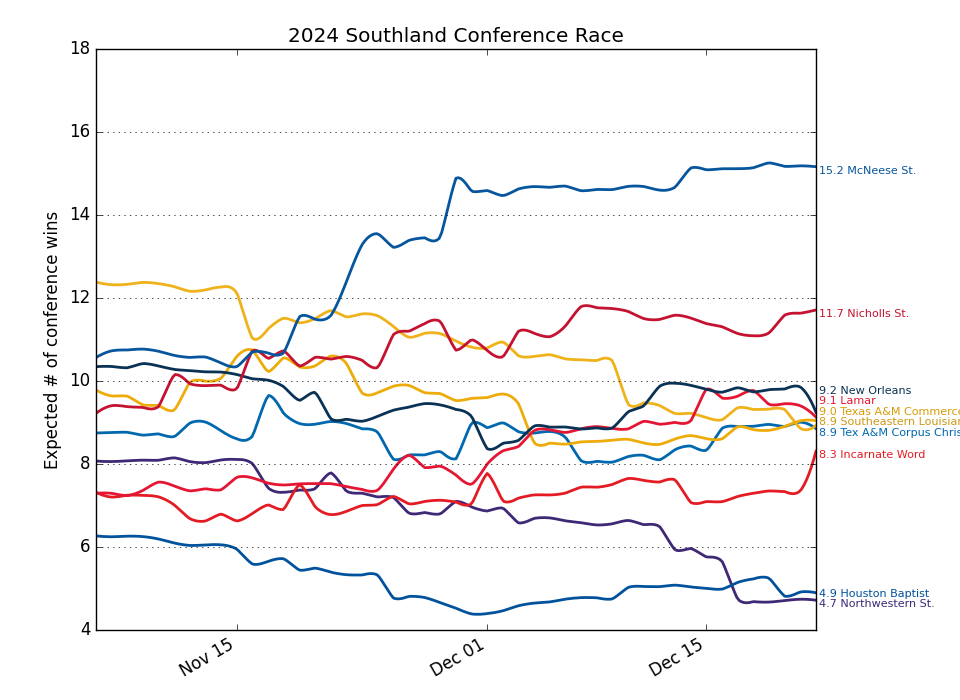 2024 Southland Conference Race
Expected # of conference wins
18
16
14
12
10
8
6
4
Nov 15
Dec 01
Dec 15
15.2 McNeese St.
11.7 Nicholls St.
9.2 New Orleans
9.1 Lamar
9.0 Texas A&M Commerce
8.9 Southeastern Louisian
8.9 Tex A&M Corpus Chris
8.3 Incarnate Word
4.9 Houston Baptist
4.7 Northwestern St.